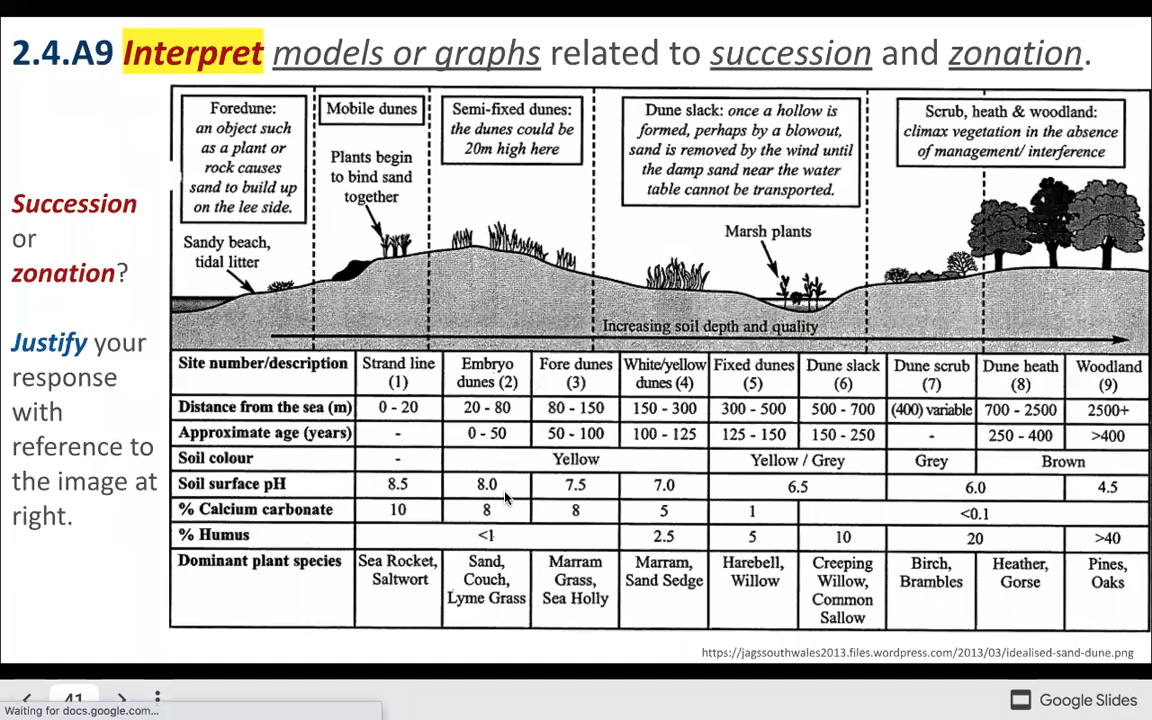 2.4.A9 Interpret models or graphs related to succession and zonation.
Succession
or
zonation?
Justify your
response
with
reference to
the image at
right.
Foredune:
an object such
as a plant or
rock causes
sand to build up
on the lee side.
Mobile dunes
Semi-fixed dunes:
the dunes could be
20m high here
Dune slack: once a hollow is
formed, perhaps by a blowout,
sand is removed by the wind until
the damp sand near the water
table cannot be transported.
Scrub, heath & woodland:
climax vegetation in the absence
of management/ interference
Plants begin
to bind sand
together
Sandy beach,
tidal litter
Marsh plants
Increasing soil depth and quality
Site number/description Strand line (1) Embryo dunes (2) Fore dunes (3) White/yellow dunes (4) Fixed dunes (5) Dune slack (6) Dune scrub (7) Dune heath (8) Woodland (9)
Distance from the sea (m) 0 - 20 20 - 80 80 - 150 150 - 300 300 - 500 500 - 700 (400) variable 700 - 2500 2500+
Approximate age (years) - 0 - 50 50 - 100 100 - 125 125 - 150 150 - 250 - 250 - 400 >400
Soil colour - Yellow Yellow / Grey Grey Brown
Soil surface pH 8.5 8.0 7.5 7.0 6.5 6.0 4.5
% Calcium carbonate 10 8 8 5 1 <0.1
% Humus <1 2.5 5 10 20 >40
Dominant plant species Sea Rocket, Saltwort Sand, Couch, Lyme Grass Marram Grass, Sea Holly Marram, Sand Sedge Harebell, Willow Creeping Willow, Common Sallow Birch, Brambles Heather, Gorse Pines, Oaks
https://jagssouthwales2013.files.wordpress.com/2013/03/idealised-sand-dune.png
41
Google Slides
Waiting for docs.google.com...